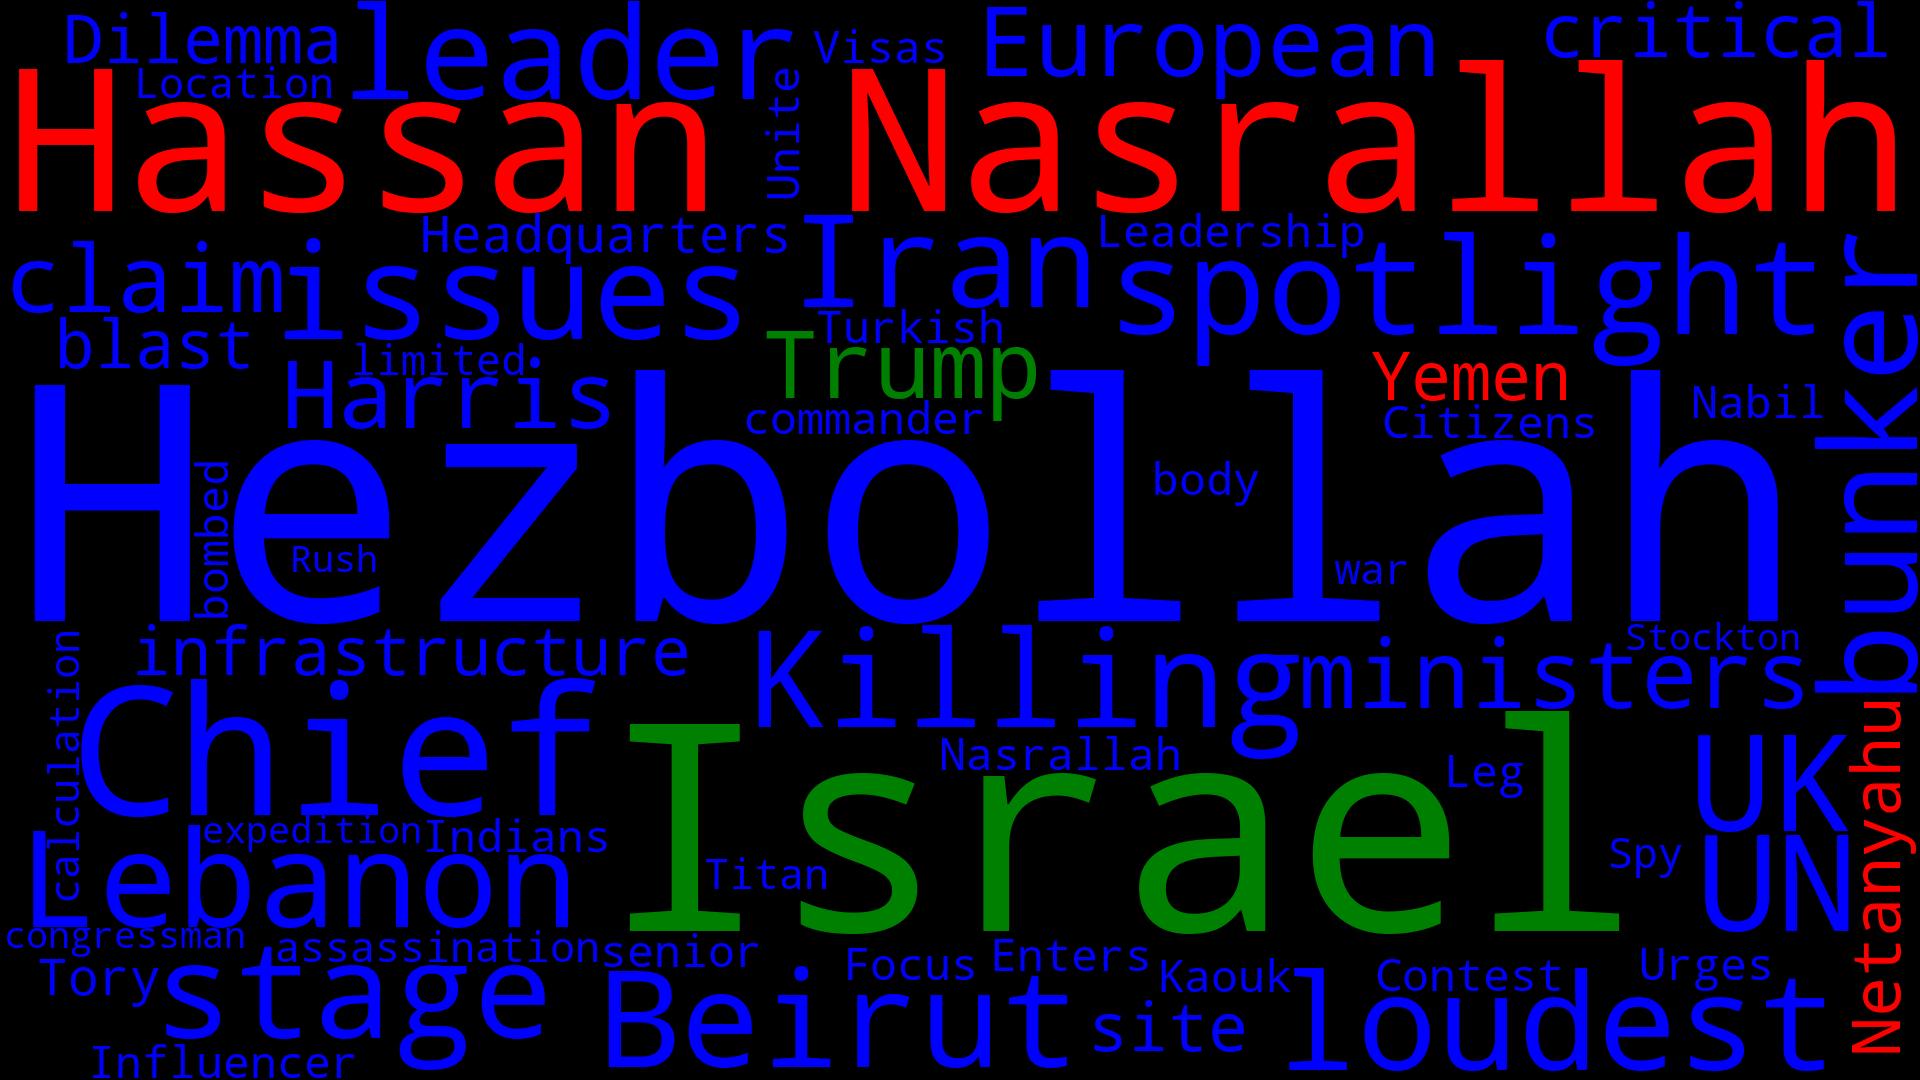 Dilemma
leader
Visas
European
critical
Location
Hassan Nasrallah
Unite
Headquarters
Iran
Leadership
claim
issues
spotlight
bunker
blast
Turkish
limited
Harris
Trump
Yemen
commander
Citizens
Nabil
Hezbollah
bombed
body
Rush
war
infrastructure
Killing
ministers
Stockton
calculation
Chief
Israel
Nasrallah
Leg
UK
Netanyahu
expedition
Indians
Lebanon
Titan
Spy
UN
congressman
assassination
senior
Tory
stage
Focus
Enters
Kaouk
Contest
Urges
Beirut
site
loudest
Influencer